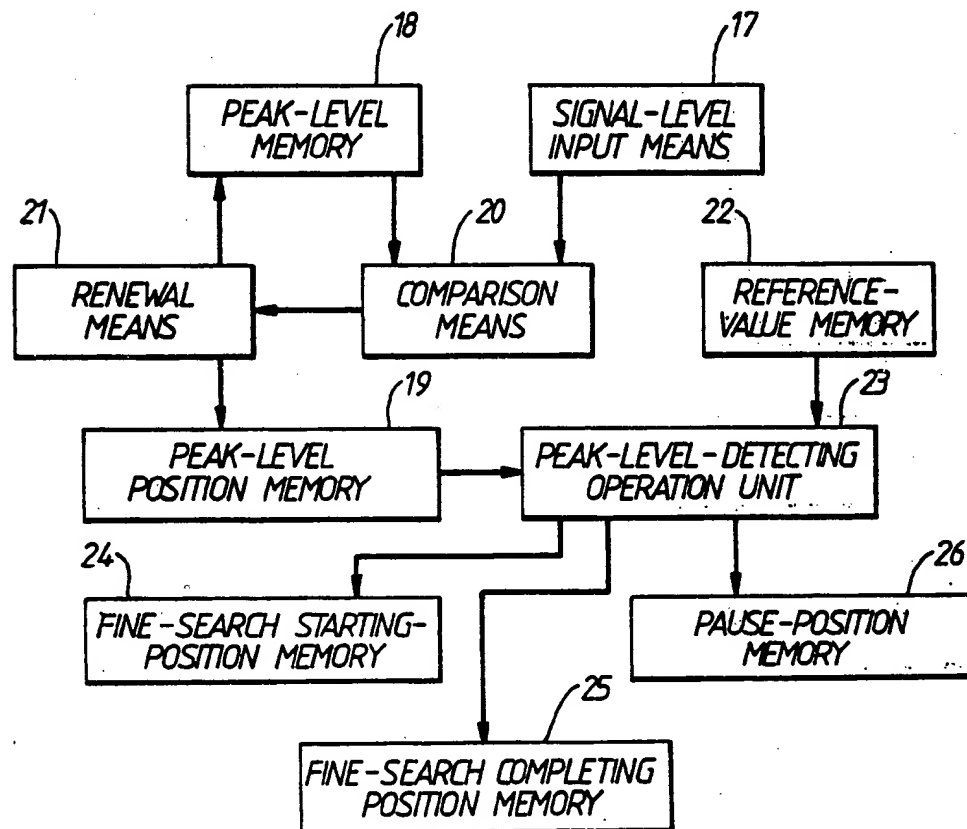 18
17
PEAK-LEVEL
MEMORY
SIGNAL-LEVEL
INPUT MEANS
21
20
22
RENEWAL
MEANS
COMPARISON
MEANS
REFERENCE-
VALUE MEMORY
19
23
PEAK-LEVEL
POSITION MEMORY
PEAK-LEVEL-DETECTING
OPERATION UNIT
24
26
FINE-SEARCH STARTING-
POSITION MEMORY
PAUSE-POSITION
MEMORY
25
FINE-SEARCH COMPLETING
POSITION MEMORY